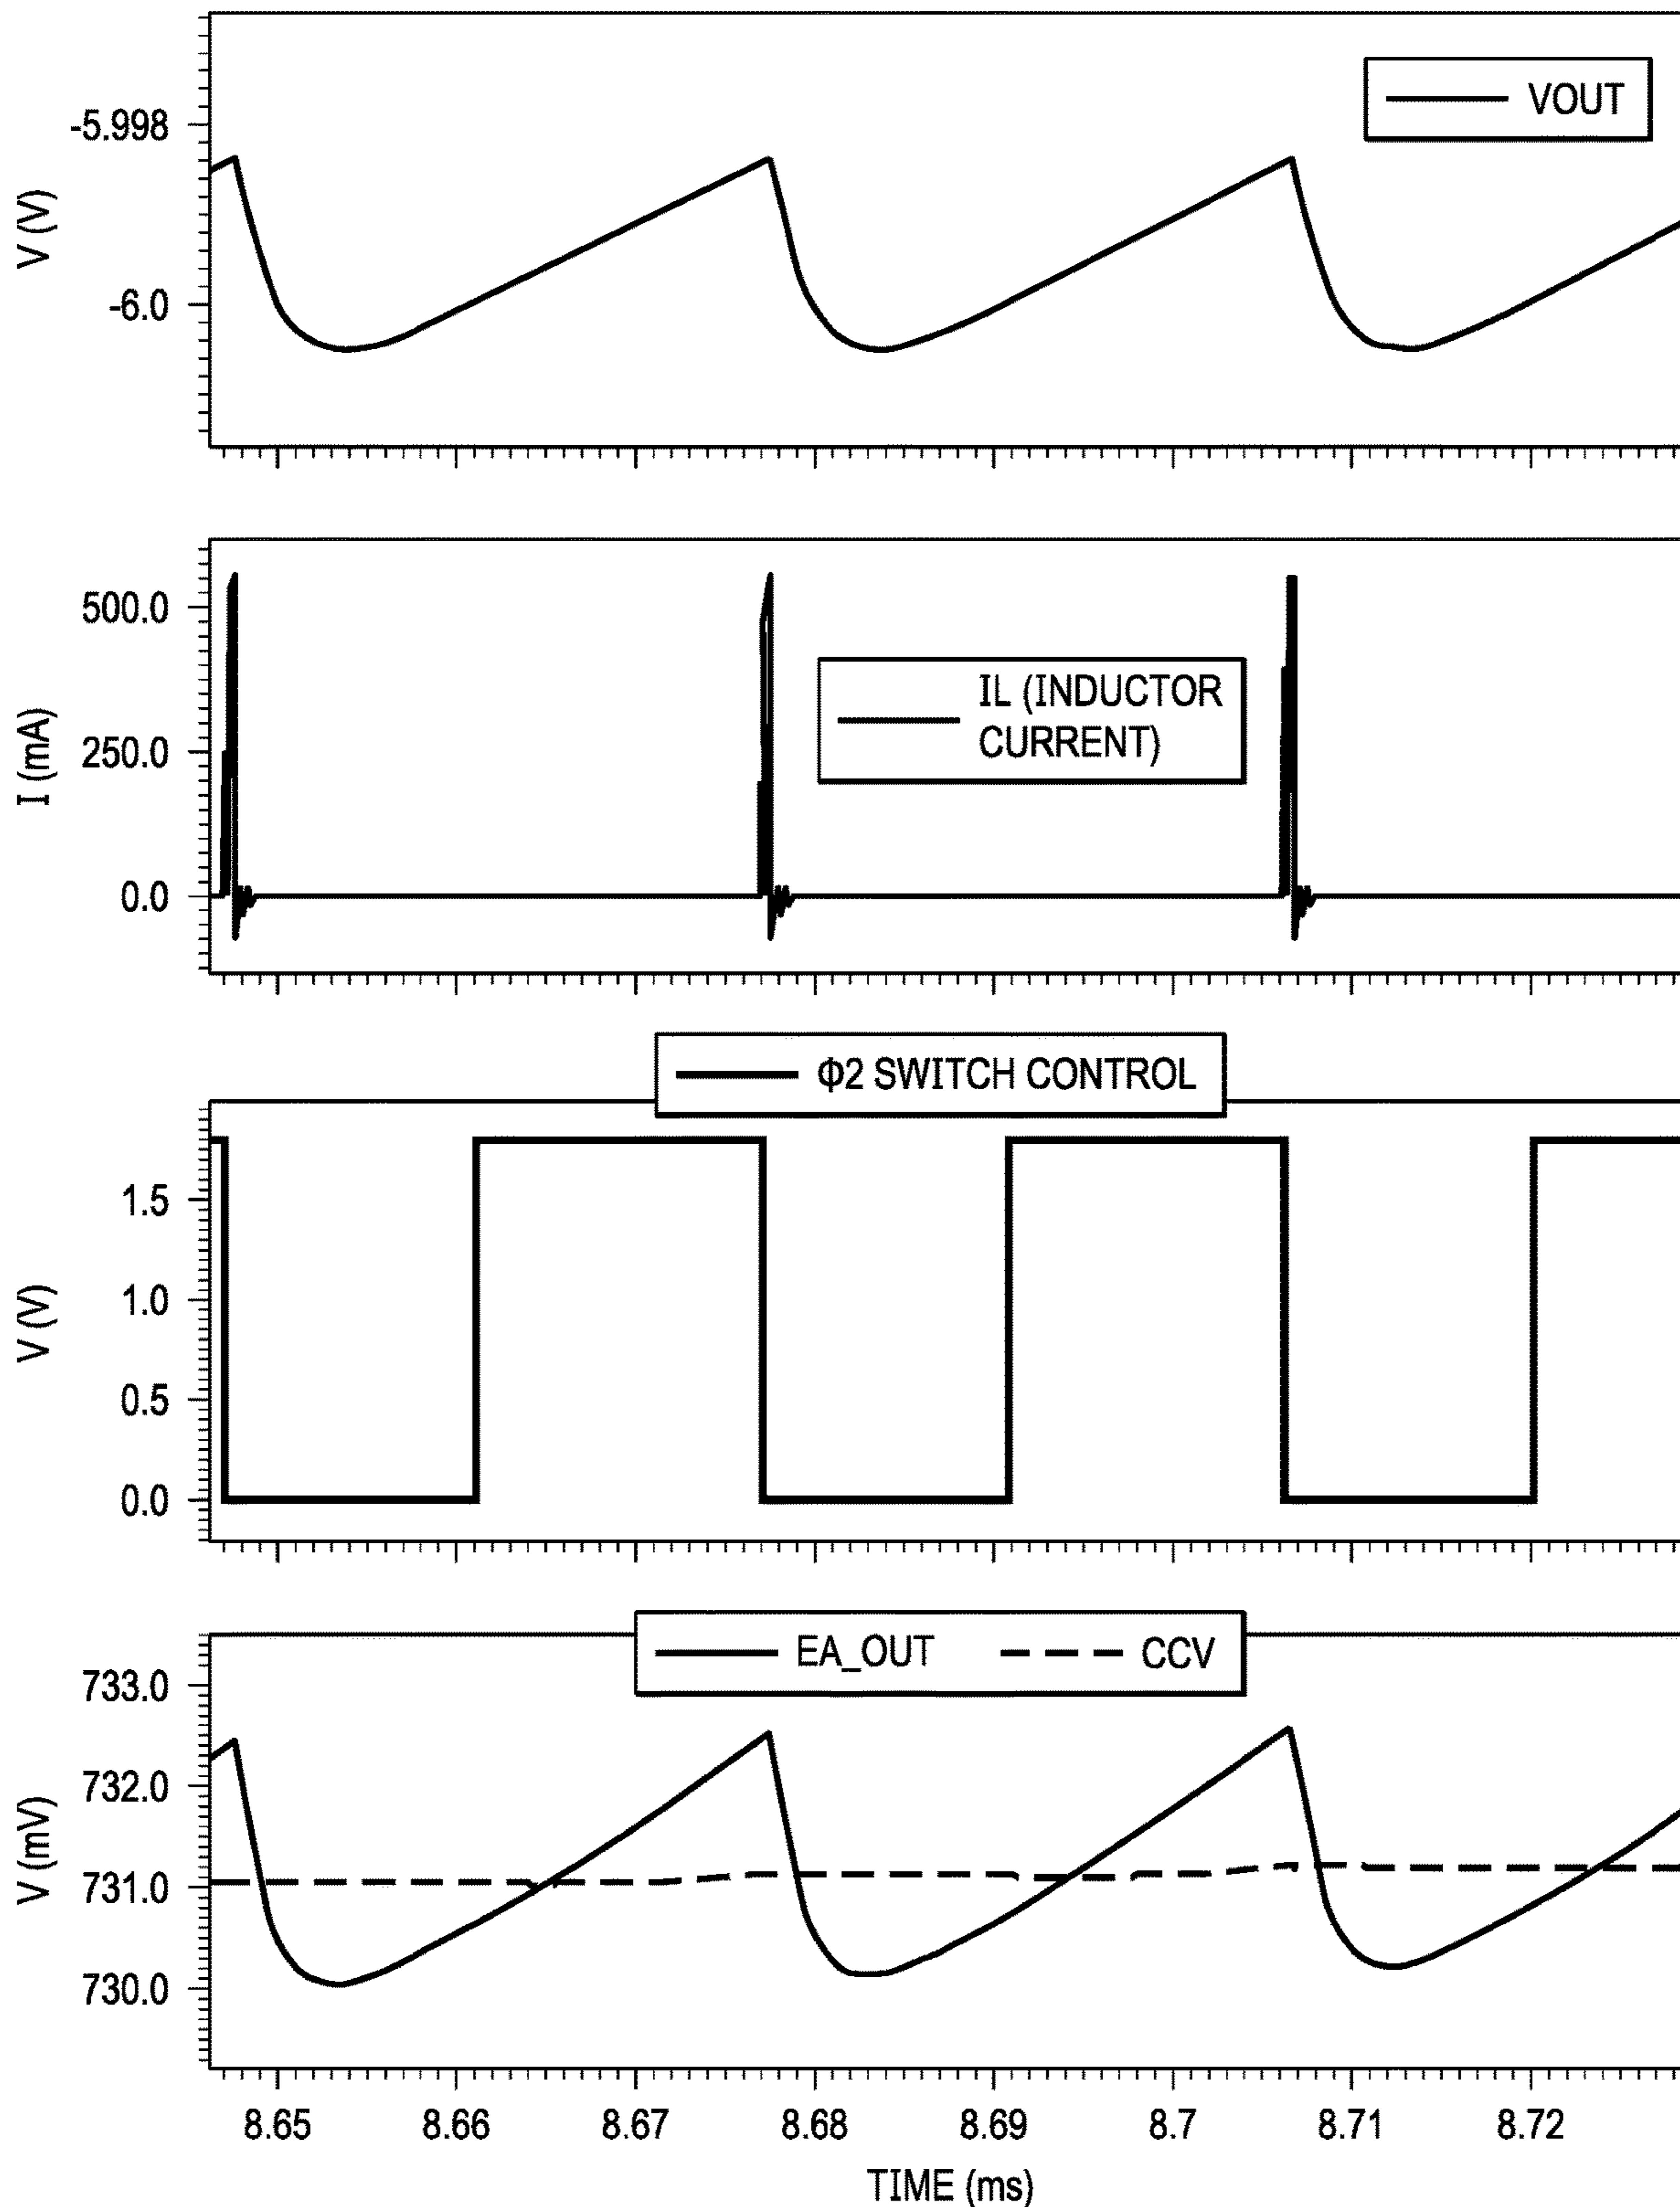 VOUT
-5.998
-6.0
V (V)
IL (INDUCTOR
CURRENT)
500.0
250.0
0.0
I (mA)
Φ2 SWITCH CONTROL
1.5
1.0
0.5
0.0
V (V)
EA_OUT CCV
733.0
732.0
731.0
730.0
V (mV)
8.65 8.66 8.67 8.68 8.69 8.7 8.71 8.72
TIME (ms)